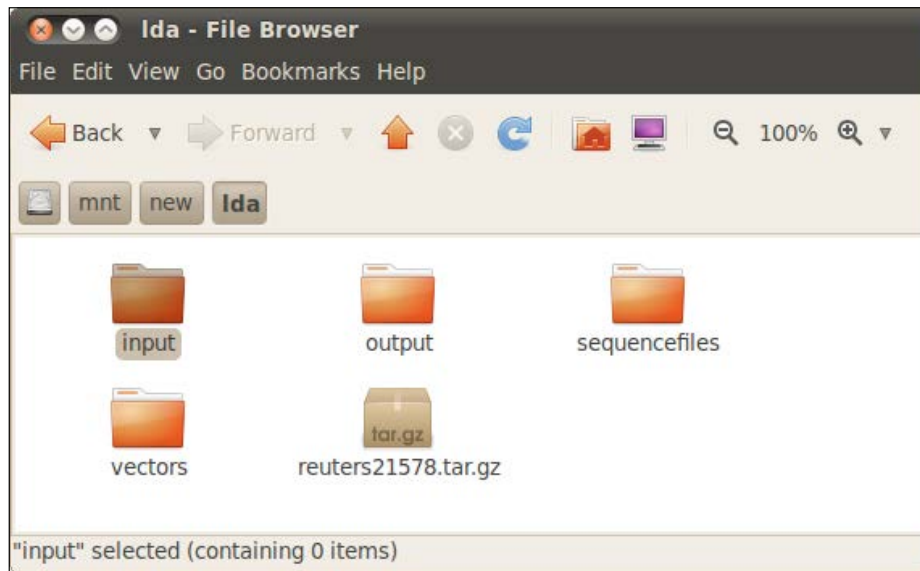 lda - File Browser
File Edit View Go Bookmarks Help
Back Forward 100%
mnt new lda
input output sequencefiles
tar.gz
vectors reuters21578.tar.gz
"input" selected (containing 0 items)